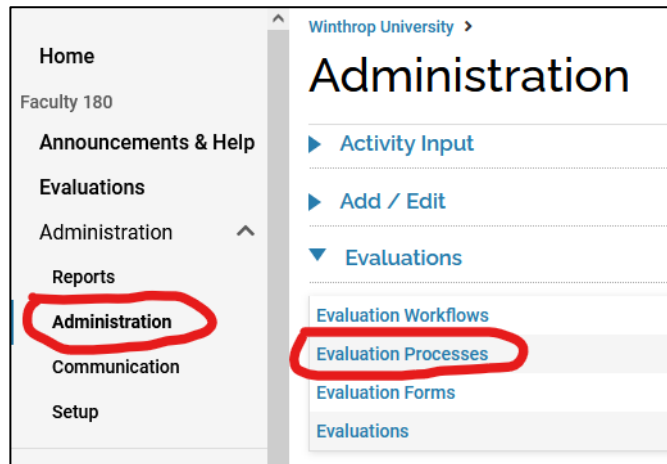 Home
Faculty 180
Announcements & Help
Evaluations
Administration
Reports
Administration
Communication
Setup
Winthrop University >
Administration
Activity Input
Add / Edit
Evaluations
Evaluation Workflows
Evaluation Processes
Evaluation Forms
Evaluations